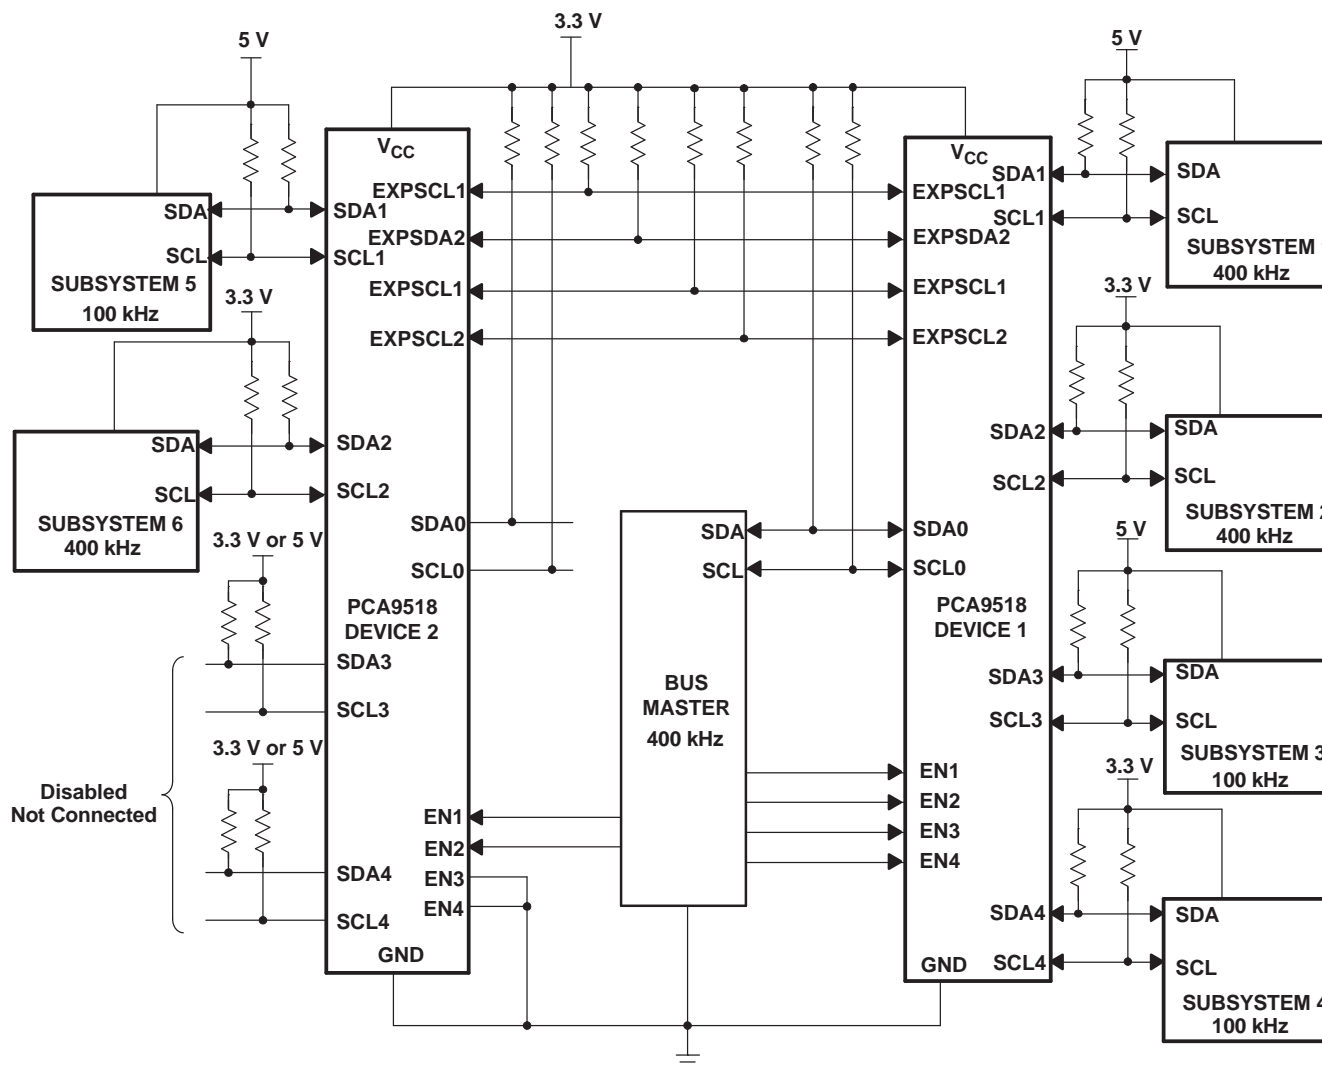 3.3 V
5 V
5 V
VCC
VCC
SDA1
SDA
EXPSCL1
EXPSCL1
SDA
SDA1
SCL1
SCL
EXPSDA2
EXPSDA2
SCL
SCL1
SUBSYSTEM
400 kHz
SUBSYSTEM 5
100 kHz
EXPSCL1
EXPSCL1
3.3 V
3.3 V
EXPSCL2
EXPSCL2
SDA
SDA2
SDA2
SDA
SCL
SCL2
SCL2
SCL
SUBSYSTEM 6
400 kHz
SUBSYSTEM 2
400 kHz
SDA0
SDA
SDA0
3.3 V or 5 V
5 V
SCL0
SCL
SCL0
PCA9518
DEVICE 2
PCA9518
DEVICE 1
SDA3
SDA3
SDA
BUS
MASTER
400 kHz
SCL3
SCL3
SCL
SUBSYSTEM 3
100 kHz
3.3 V or 5 V
3.3 V
Disabled
Not Connected
EN1
EN2
EN3
EN4
EN1
EN2
EN3
EN4
SDA4
SCL4
SDA4
SDA
GND
GND
SCL4
SCL
SUBSYSTEM 4
100 kHz